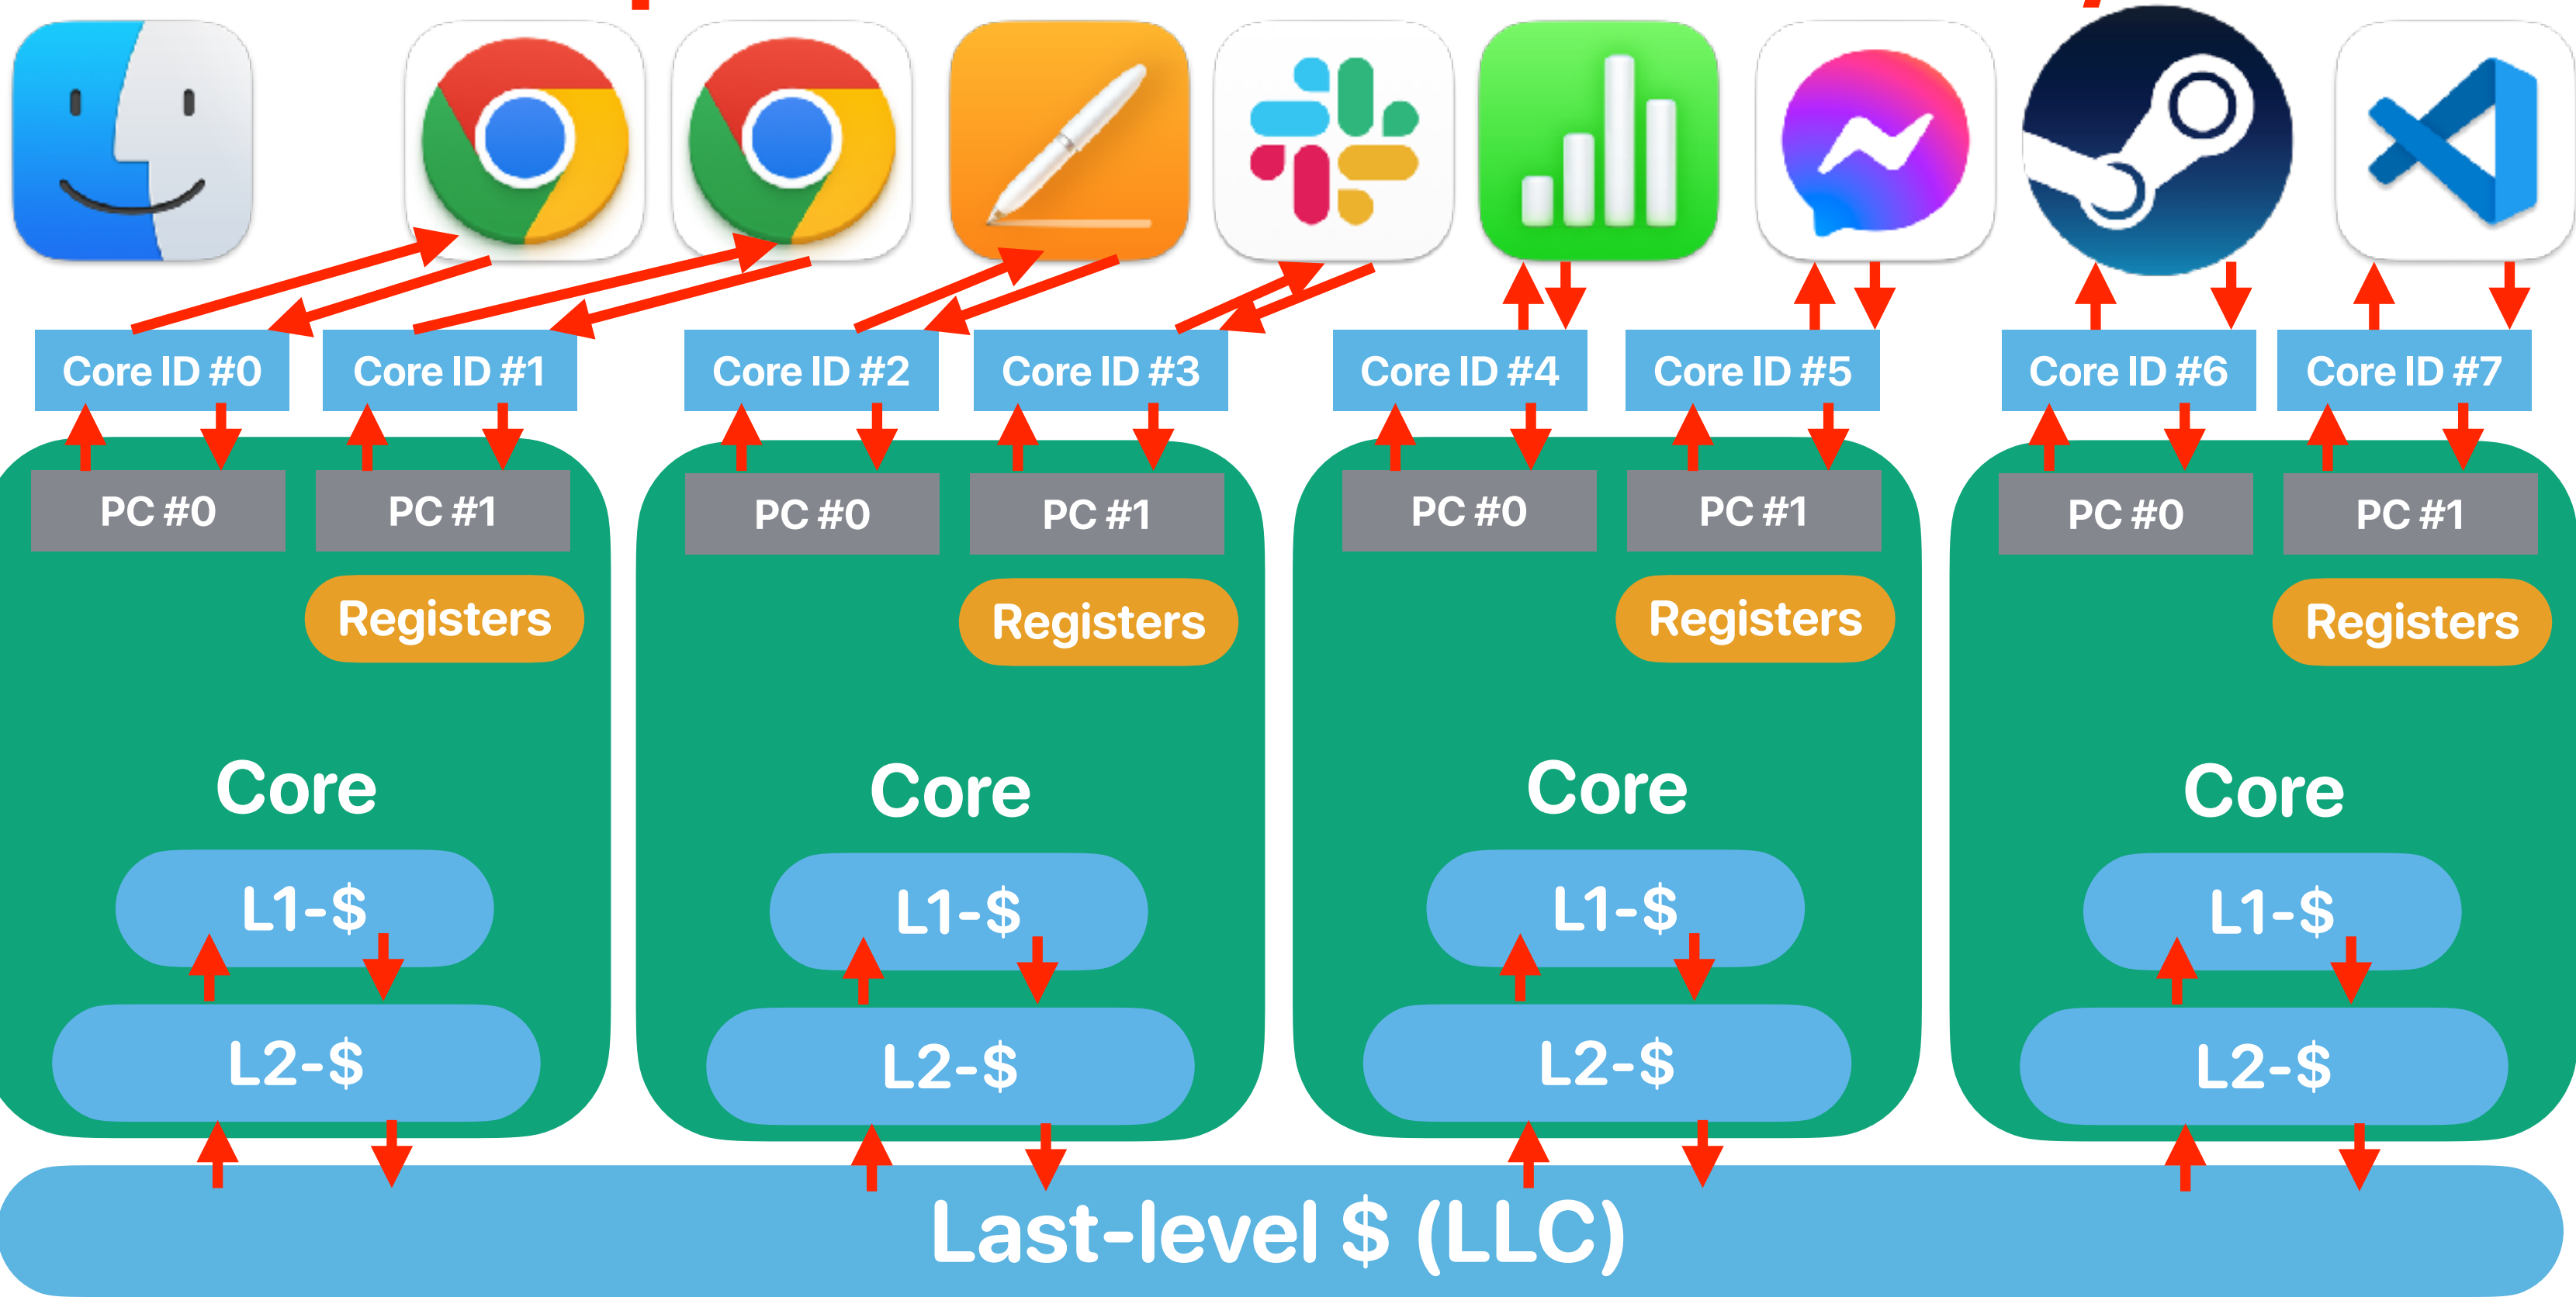 Core ID #0
Core ID #1
Core ID #2
Core ID #3
Core ID #4
Core ID #5
Core ID #6
Core ID #7
PC #0
PC #1
PC #0
PC #1
PC #0
PC #1
PC #0
PC #1
Registers
Registers
Registers
Registers
Core
Core
Core
Core
L1-$
L1-$
L1-$
L1-$
L2-$
L2-$
L2-$
L2-$
Last-level $ (LLC)